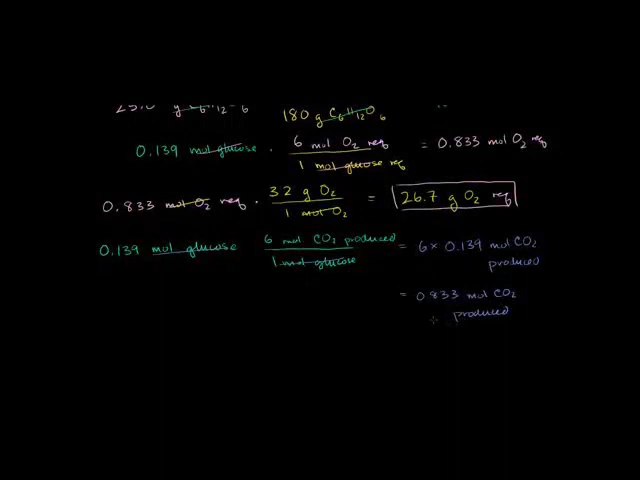 180 g C₆H₁₂O₆
0.139 mol glucose · 6 mol O₂ req / 1 mol glucose req = 0.833 mol O₂ req
0.833 mol O₂ req · 32 g O₂ / 1 mol O₂ = 26.7 g O₂ req
0.139 mol glucose 6 mol CO₂ produced / 1 mol glucose = 6 × 0.139 mol CO₂ produced
= 0.833 mol CO₂ produced